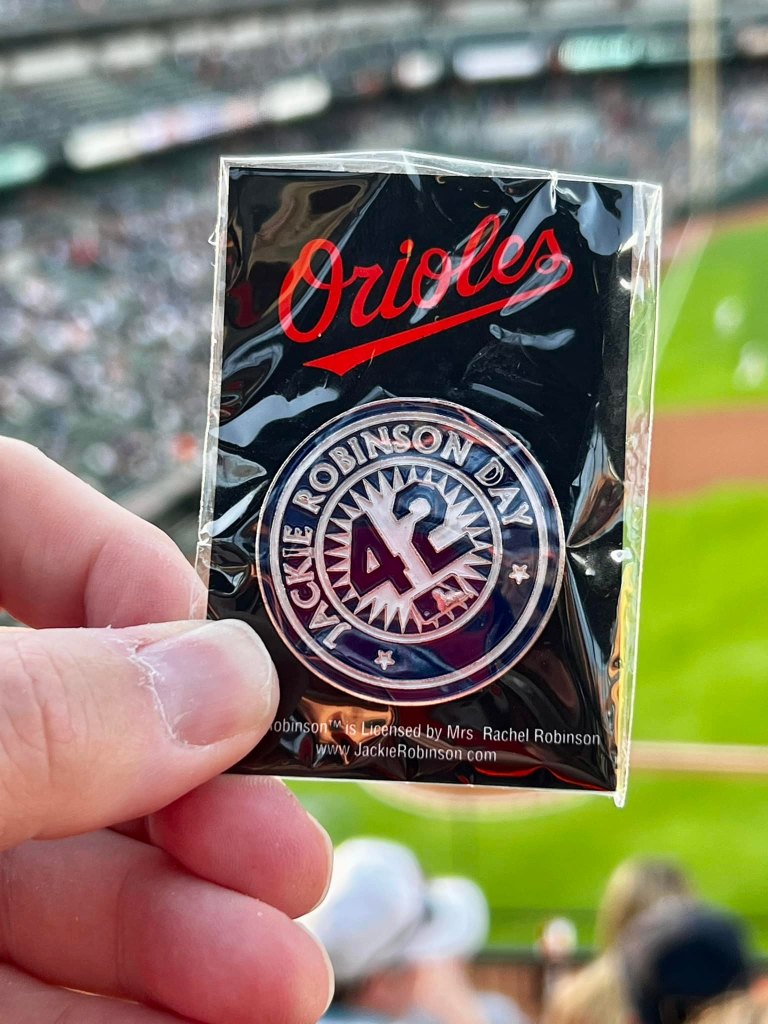 Orioles
JACKIE ROBINSON DAY
42
Robinson™ is Licensed by Mrs Rachel Robinson
www.JackieRobinson.com